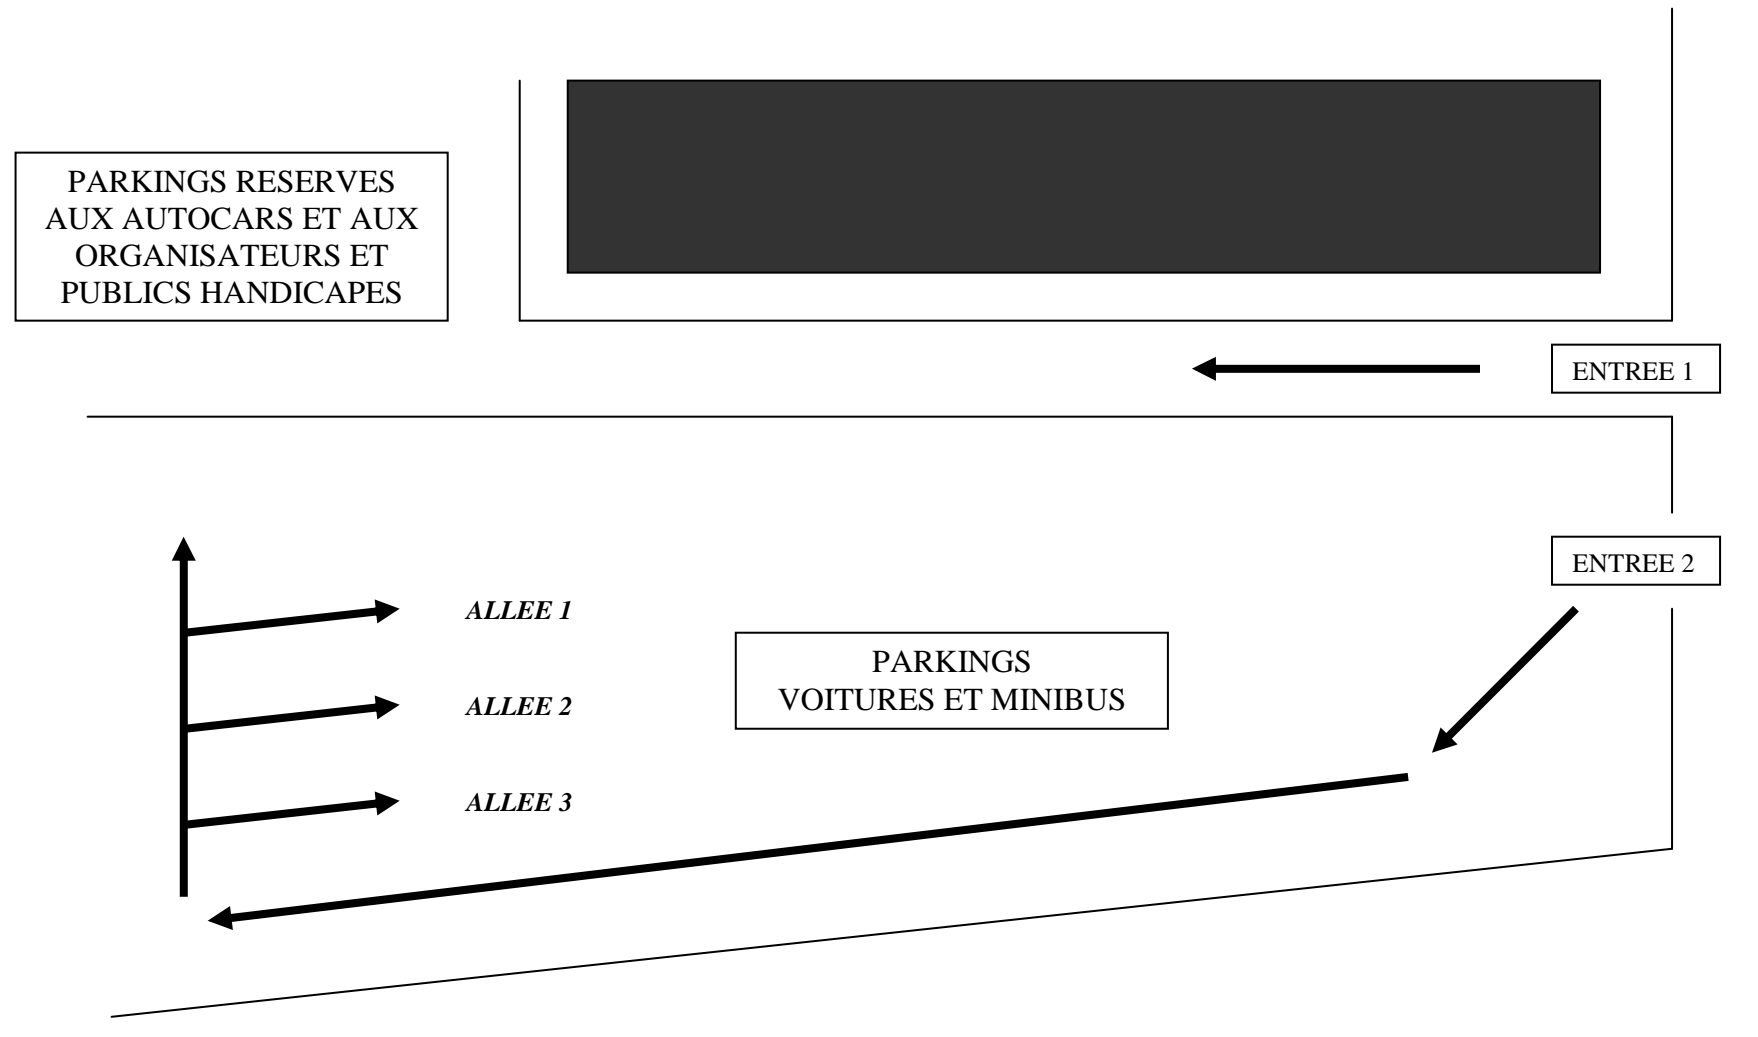 PARKINGS RESERVES
AUX AUTOCARS ET AUX
ORGANISATEURS ET
PUBLICS HANDICAPES
ENTREE 1
ENTREE 2
ALLEE 1
PARKINGS
VOITURES ET MINIBUS
ALLEE 2
ALLEE 3